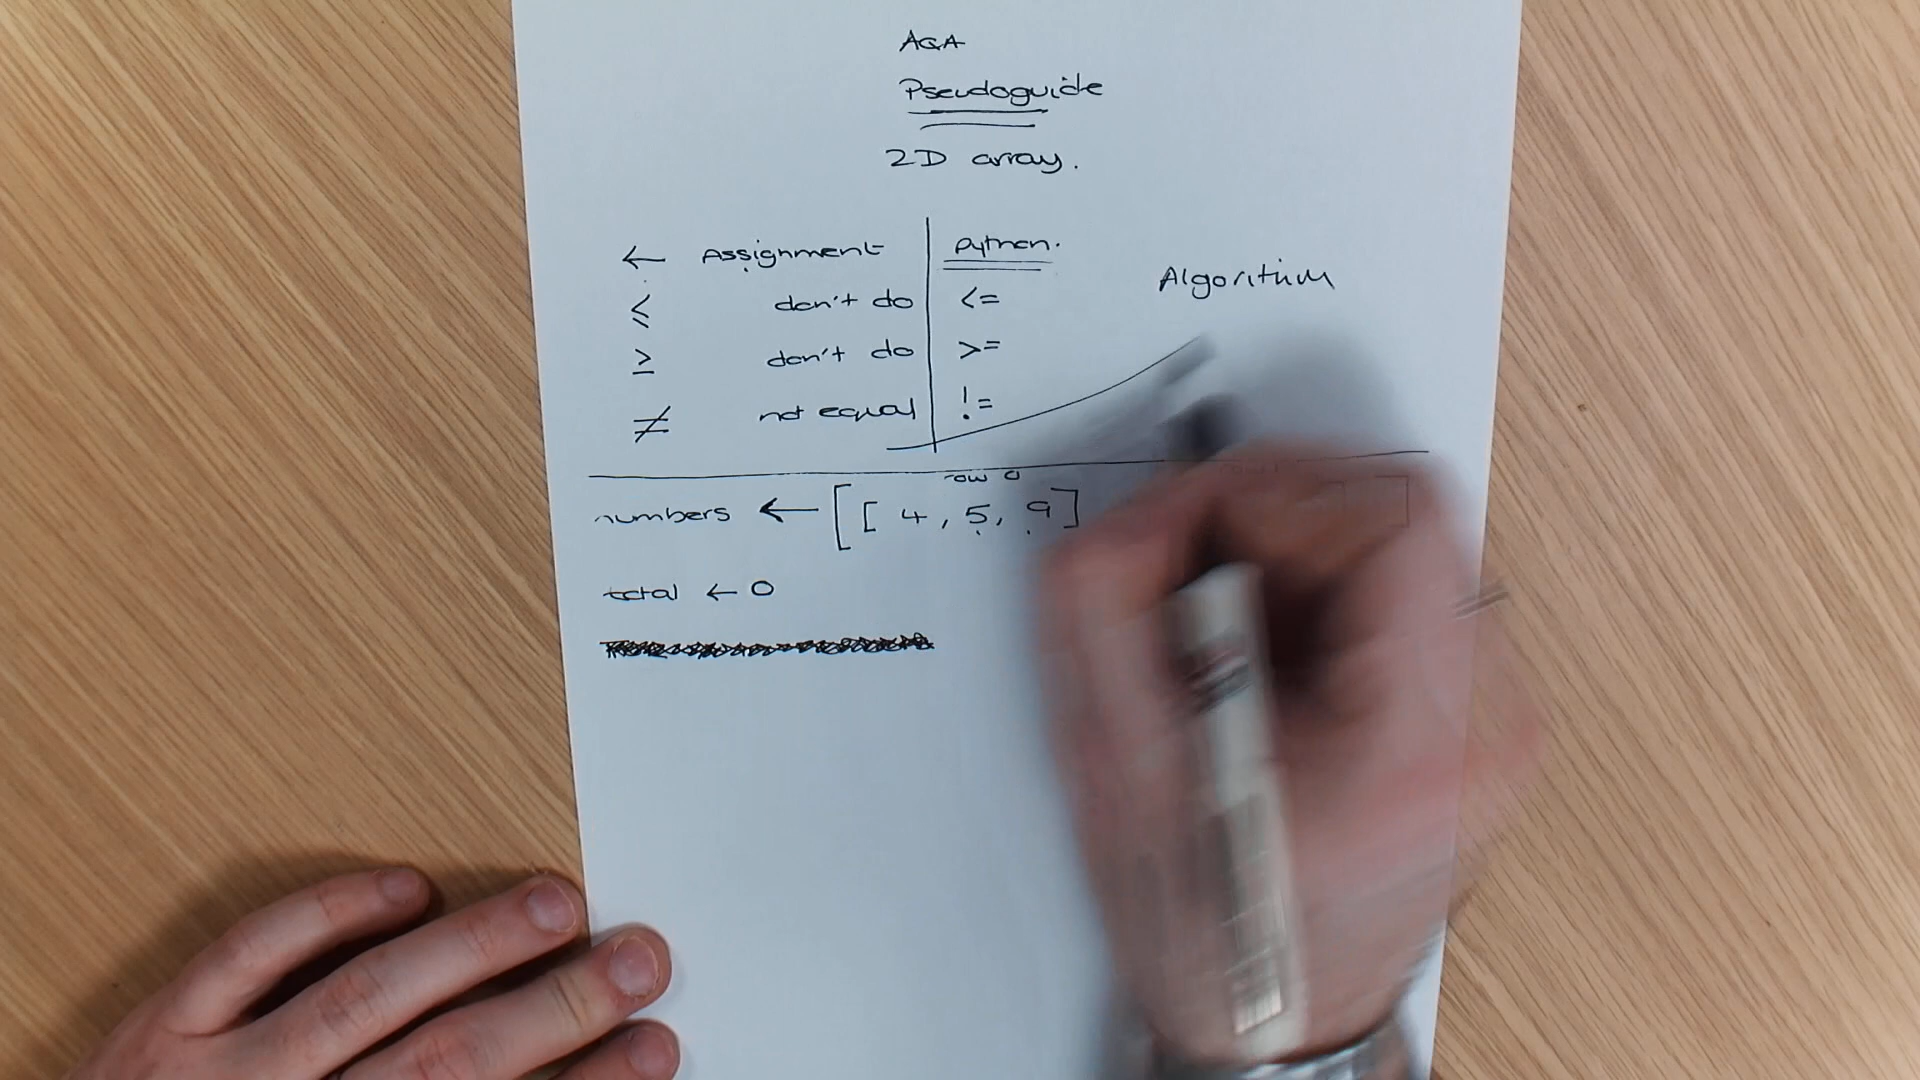 AQA
Pseudoguide
2D array.
← Assignment
python.
≤ don't do <=
≥ don't do >=
≠ not equal !=
Algorithm
row 0
numbers ← [ [ 4 , 5 , 9 ] ]
total ← 0